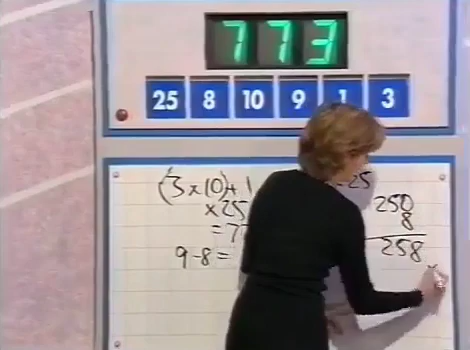 773
25 8 10 9 1 3
(3 x 10) + 1
x 25
= 77
9 - 8 =
25
250
8
258
x